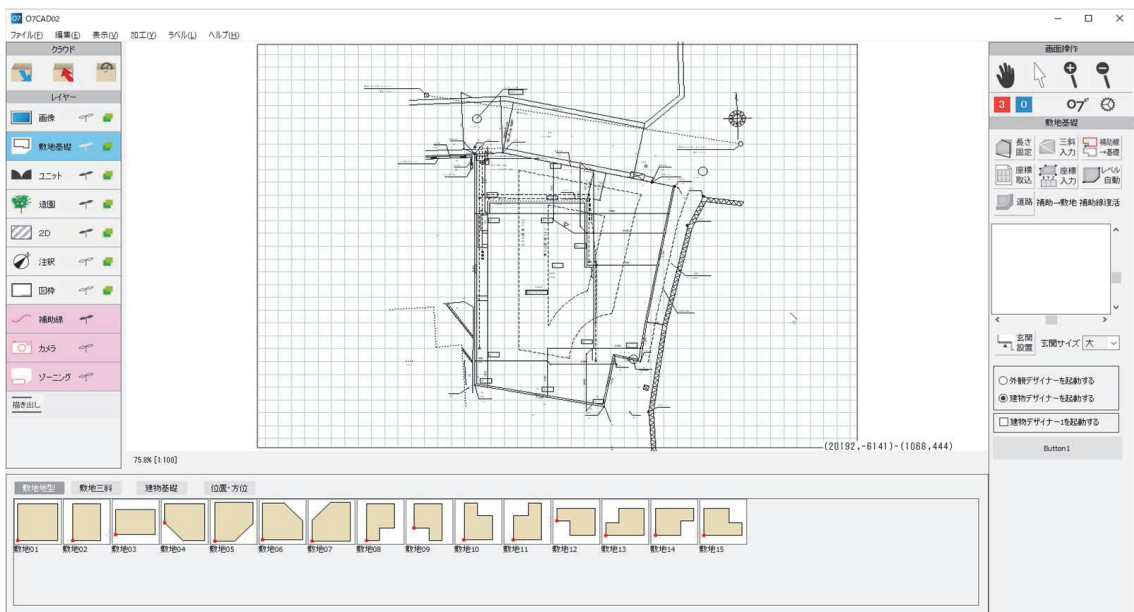 O7 O7CAD02
ファイル(F) 編集(E) 表示(V) 加工(Y) ラベル(L) ヘルプ(H)
クラウド
レイヤー
画像
敷地基礎
ユニット
造園
2D
注釈
図枠
補助線
カメラ
ゾーニング
描き出し
(20192,-6141)-(1068,444)
75.8% [1:100]
画面操作
3 0 O7
敷地基礎
長さ固定 三斜入力 補助線→基礎
座標取込 座標入力 レベル自動
道路 補助→敷地 補助線復活
玄関設置 玄関サイズ 大
外観デザイナーを起動する
建物デザイナーを起動する
建物デザイナー1を起動する
Button1
敷地地型 敷地三斜 建物基礎 位置・方位
敷地01 敷地02 敷地03 敷地04 敷地05 敷地06 敷地07 敷地08 敷地09 敷地10 敷地11 敷地12 敷地13 敷地14 敷地15